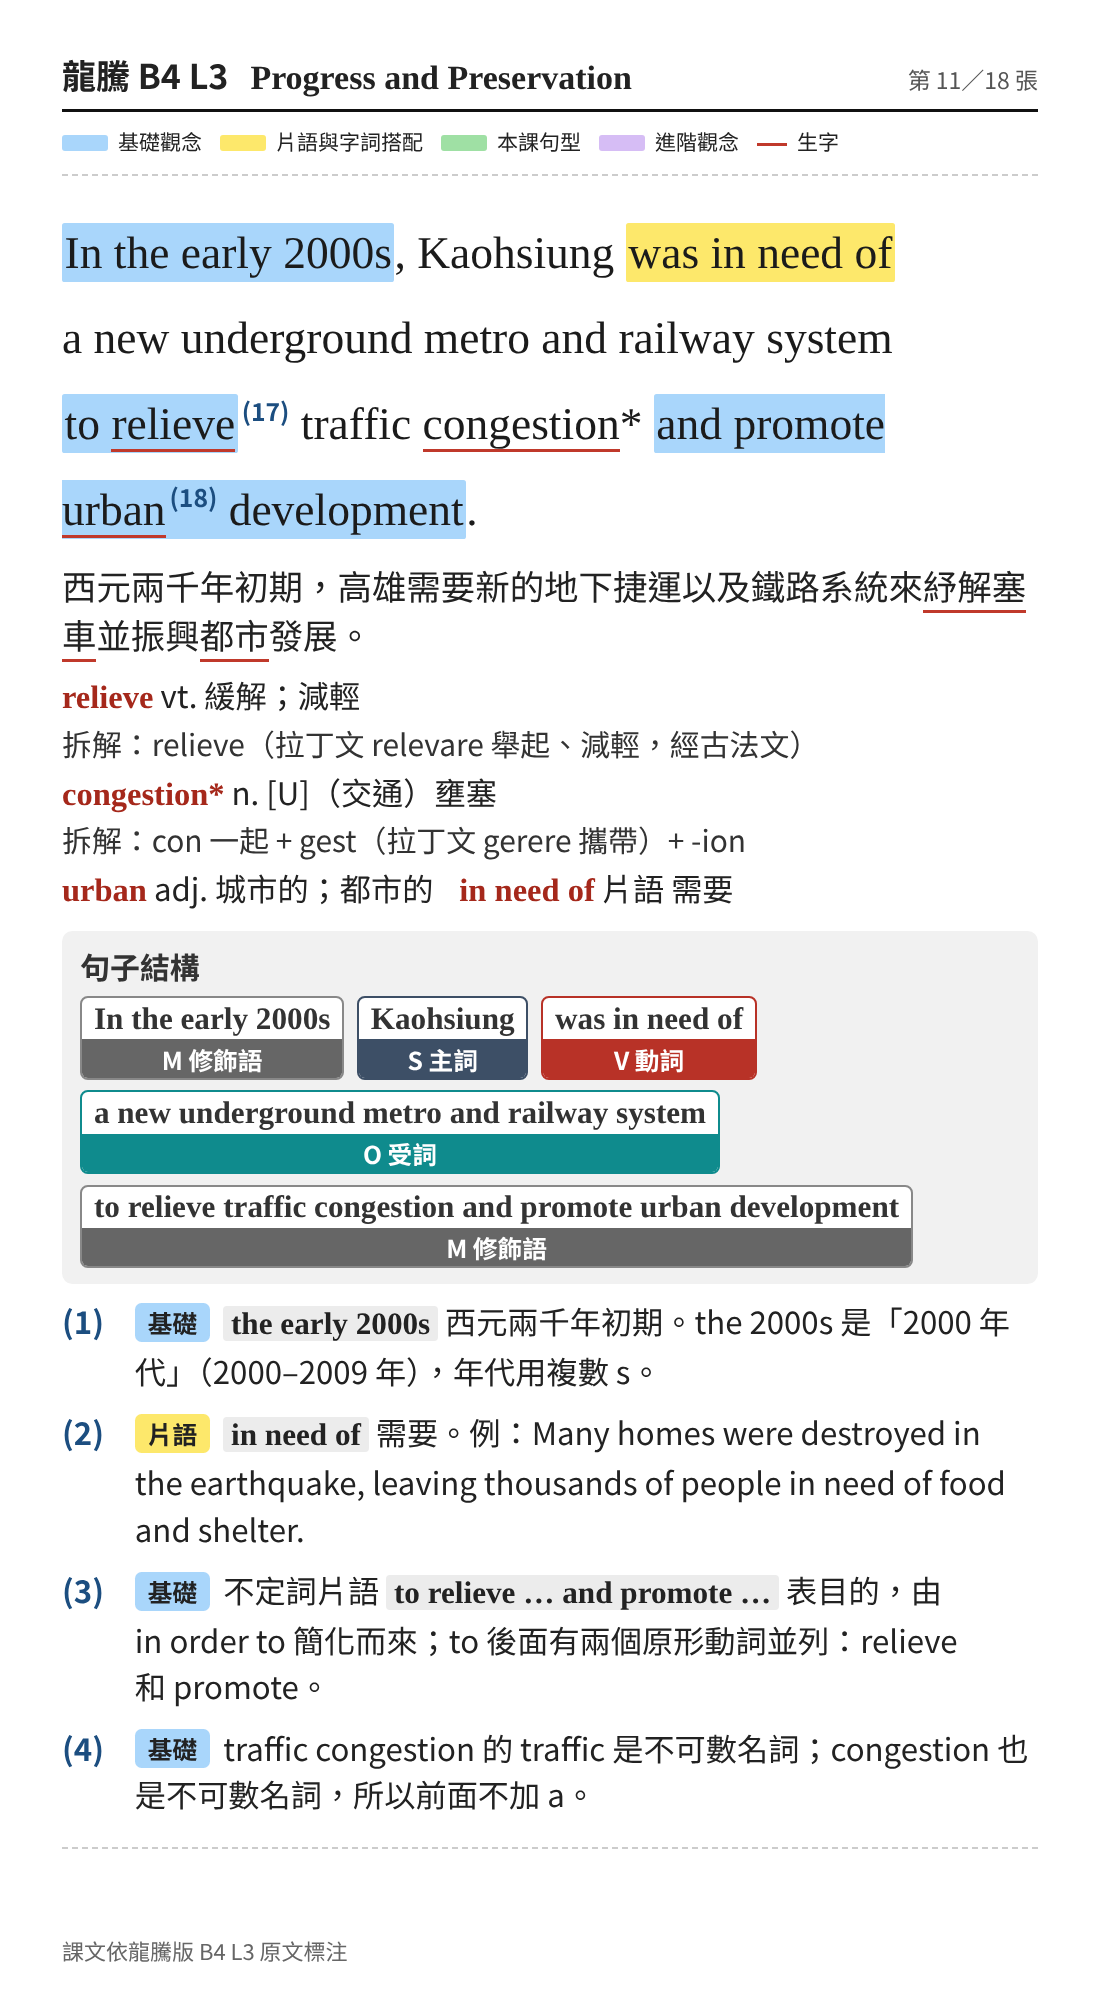 龍騰 B4 L3 Progress and Preservation 第 11／18 張
基礎觀念 片語與字詞搭配 本課句型 進階觀念 生字
In the early 2000s, Kaohsiung was in need of
a new underground metro and railway system
to relieve(17) traffic congestion* and promote
urban(18) development.
西元兩千年初期，高雄需要新的地下捷運以及鐵路系統來紓解塞
車並振興都市發展。
relieve vt. 緩解；減輕
拆解：relieve（拉丁文 relevare 舉起、減輕，經古法文）
congestion* n. [U]（交通）壅塞
拆解：con 一起 + gest（拉丁文 gerere 攜帶）+ -ion
urban adj. 城市的；都市的 in need of 片語 需要
句子結構
In the early 2000s Kaohsiung was in need of
M 修飾語 S 主詞 V 動詞
a new underground metro and railway system
O 受詞
to relieve traffic congestion and promote urban development
M 修飾語
(1) 基礎 the early 2000s 西元兩千年初期。the 2000s 是「2000 年
代」（2000–2009 年），年代用複數 s。
(2) 片語 in need of 需要。例：Many homes were destroyed in
the earthquake, leaving thousands of people in need of food
and shelter.
(3) 基礎 不定詞片語 to relieve … and promote … 表目的，由
in order to 簡化而來；to 後面有兩個原形動詞並列：relieve
和 promote。
(4) 基礎 traffic congestion 的 traffic 是不可數名詞；congestion 也
是不可數名詞，所以前面不加 a。
課文依龍騰版 B4 L3 原文標注